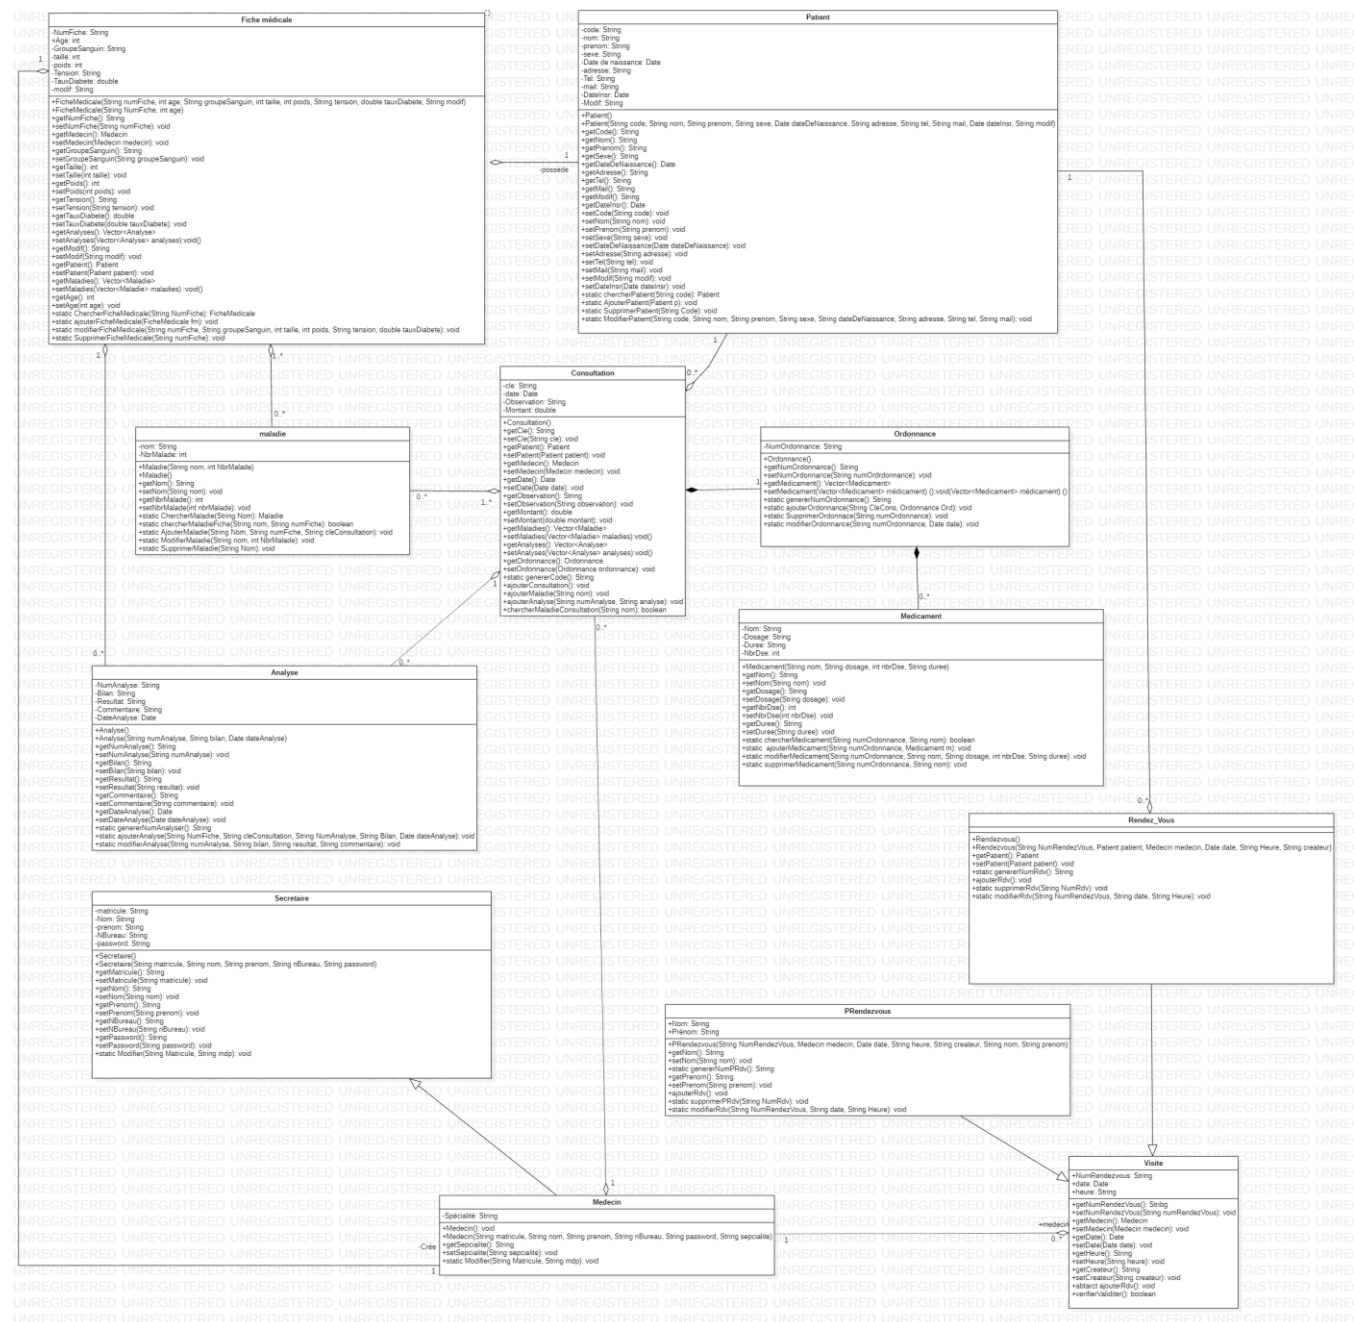 Fiche médicale
-NumFiche: String
+Age: int
-GroupeSanguin: String
-taille: int
-poids: int
-Tension: String
-TauxDiabete: double
-modif: String
+FicheMedicale(String numFiche, int age, String groupeSanguin, int taille, int poids, String tension, double tauxDiabete, String modif)
+FicheMedicale(String NumFiche, int age)
+getNumFiche(): String
+setNumFiche(String numFiche): void
+getMedecin(): Medecin
+setMedecin(Medecin medecin): void
+getGroupeSanguin(): String
+setGroupeSanguin(String groupeSanguin): void
+getTaille(): int
+setTaille(int taille): void
+getPoids(): int
+setPoids(int poids): void
+getTension(): String
+setTension(String tension): void
+getTauxDiabete(): double
+setTauxDiabete(double tauxDiabete): void
+getAnalyses(): Vector<Analyse>
+setAnalyses(Vector<Analyse> analyses):void()
+getModif(): String
+setModif(String modif): void
+getPatient(): Patient
+setPatient(Patient patient): void
+getMaladies(): Vector<Maladie>
+setMaladies(Vector<Maladie> maladies) :void()
+getAge(): int
+setAge(int age): void
+static ChercherFicheMedicale(String NumFiche): FicheMedicale
+static ajouterFicheMedicale(FicheMedicale fm): void
+static modifierFicheMedicale(String numFiche, String groupeSanguin, int taille, int poids, String tension, double tauxDiabete): void
+static SupprimerFicheMedicale(String numFiche): void
1
1
-possède
Patient
-code: String
-nom: String
-prenom: String
-sexe: String
-Date de naissance: Date
-adresse: String
-Tel: String
-mail: String
-DateInsr: Date
-Modif: String
+Patient()
+Patient(String code, String nom, String prenom, String sexe, Date dateDeNaissance, String adresse, String tel, String mail, Date dateInsr, String modif)
+getCode(): String
+getNom(): String
+getPrenom(): String
+getSexe(): String
+getDateDeNaissance(): Date
+getAdresse(): String
+getTel(): String
+getMail(): String
+getModif(): String
+getDateInsr(): Date
+setCode(String code): void
+setNom(String nom): void
+setPrenom(String prenom): void
+setSexe(String sexe): void
+setDateDeNaissance(Date dateDeNaissance): void
+setAdresse(String adresse): void
+setTel(String tel): void
+setMail(String mail): void
+setModif(String modif): void
+setDateInsr(Date dateInsr): void
+static chercherPatient(String code): Patient
+static AjouterPatient(Patient p): void
+static SupprimerPatient(String Code): void
+static ModifierPatient(String code, String nom, String prenom, String sexe, String dateDeNaissance, String adresse, String tel, String mail): void
1
1
1..*
1
0..*
Consultation
-cle: String
-date: Date
-Observation: String
-Montant: double
+Consultation()
+getCle(): String
+setCle(String cle): void
+getPatient(): Patient
+setPatient(Patient patient): void
+getMedecin(): Medecin
+setMedecin(Medecin medecin): void
+getDate(): Date
+setDate(Date date): void
+getObservation(): String
+setObservation(String observation): void
+getMontant(): double
+setMontant(double montant): void
+getMaladies(): Vector<Maladie>
+setMaladies(Vector<Maladie> maladies):void()
+getAnalyses(): Vector<Analyse>
+setAnalyses(Vector<Analyse> analyses):void()
+getOrdonnance(): Ordonnance
+setOrdonnance(Ordonnance ordonnance): void
+static genererCode(): String
+ajouterConsultation(): void
+ajouterMaladie(String nom): void
+ajouterAnalyse(String numAnalyse, String analyse): void
+chercherMaladieConsultation(String nom): boolean
0..*
maladie
-nom: String
-NbrMalade: int
+Maladie(String nom, int NbrMalade)
+Maladie()
+getNom(): String
+setNom(String nom): void
+getNbrMalade(): int
+setNbrMalade(int nbrMalade): void
+static ChercherMaladie(String Nom): Maladie
+static chercherMaladieFiche(String nom, String numFiche): boolean
+static AjouterMaladie(String Nom, String numFiche, String cleConsultation): void
+static ModifierMaladie(String nom, int NbrMalade): void
+static SupprimerMaladie(String Nom): void
0..*
1..*
1
Ordonnance
-NumOrdonnance: String
+Ordonnance()
+getNumOrdonnance(): String
+setNumOrdonnance(String numOrdrdonnance): void
+getMedicament(): Vector<Medicament>
+setMedicament(Vector<Medicament> médicament) ():void(Vector<Medicament> médicament) ()
+static genererNumOrdonnance(): String
+static ajouterOrdonnance(String CleCons, Ordonnance Ord): void
+static SupprimerOrdonnace(String numOrdonnance): void
+static modifierOrdonnance(String numOrdonnance, Date date): void
1
0..*
0..*
0..*
0..*
Medicament
-Nom: String
-Dosage: String
-Duree: String
-NbrDse: int
+Medicament(String nom, String dosage, int nbrDse, String duree)
+getNom(): String
+setNom(String nom): void
+getDosage(): String
+setDosage(String dosage): void
+getNbrDse(): int
+setNbrDse(int nbrDse): void
+getDuree(): String
+setDuree(String duree): void
+static chercherMedicament(String numOrdonnance, String nom): boolean
+static ajouterMedicament(String numOrdonnance, Medicament m): void
+static modifierMedicament(String numOrdonnance, String nom, String dosage, int nbrDse, String duree): void
+static supprimerMedicament(String numOrdonnance, String nom): void
Analyse
-NumAnalyse: String
-Bilan: String
-Resultat: String
-Commentaire: String
-DateAnalyse: Date
+Analyse()
+Analyse(String numAnalyse, String bilan, Date dateAnalyse)
+getNumAnalyse(): String
+setNumAnalyse(String numAnalyse): void
+getBilan(): String
+setBilan(String bilan): void
+getResultat(): String
+setResultat(String resultat): void
+getCommentaire(): String
+setCommentaire(String commentaire): void
+getDateAnalyse(): Date
+setDateAnalyse(Date dateAnalyse): void
+static genererNumAnalyser(): String
+static ajouterAnalyse(String NumFiche, String cleConsultation, String NumAnalyse, String Bilan, Date dateAnalyse): void
+static modifierAnalyse(String numAnalyse, String bilan, String resultat, String commentaire): void
0..*
Rendez_Vous
+Rendezvous()
+Rendezvous(String NumRendezVous, Patient patient, Medecin medecin, Date date, String Heure, String createur)
+getPatient(): Patient
+setPatient(Patient patient): void
+static genererNumRdv(): String
+ajouterRdv(): void
+static supprimerRdv(String NumRdv): void
+static modifierRdv(String NumRendezVous, String date, String Heure): void
Secretaire
-matricule: String
-Nom: String
-prenom: String
-NBureau: String
-password: String
+Secretaire()
+Secretaire(String matricule, String nom, String prenom, String nBureau, String password)
+getMatricule(): String
+setMatricule(String matricule): void
+getNom(): String
+setNom(String nom): void
+getPrenom(): String
+setPrenom(String prenom): void
+getNBureau(): String
+setNBureau(String nBureau): void
+getPassword(): String
+setPassword(String password): void
+static Modifier(String Matricule, String mdp): void
PRendezvous
+Nom: String
+Prénom: String
+PRendezvous(String NumRendezVous, Medecin medecin, Date date, String heure, String createur, String nom, String prenom)
+getNom(): String
+setNom(String nom): void
+static genererNumPRdv(): String
+getPrenom(): String
+setPrenom(String prenom): void
+ajouterRdv(): void
+static supprimerPRdv(String NumRdv): void
+static modifierRdv(String NumRendezVous, String date, String Heure): void
Visite
+NumRendezvous: String
+date: Date
+heure: String
+getNumRendezVous(): Stribg
+setNumRendezVous(String numRendezVous): void
+getMedecin(): Medecin
+setMedecin(Medecin medecin): void
+getDate(): Date
+setDate(Date date): void
+getHeure(): String
+setHeure(String heure): void
+getCreateur(): String
+setCreateur(String createur): void
+abtarct ajouterRdv(): void
+verifierValiditer(): boolean
1
Medecin
-Spécialité: String
+Medecin(): void
+Medecin(String matricule, String nom, String prenom, String nBureau, String password, String sepcialite)
+getSepcialite(): String
+setSepcialite(String sepcialite): void
+static Modifier(String Matricule, String mdp): void
-Crée
1
1
+medecin
0..*